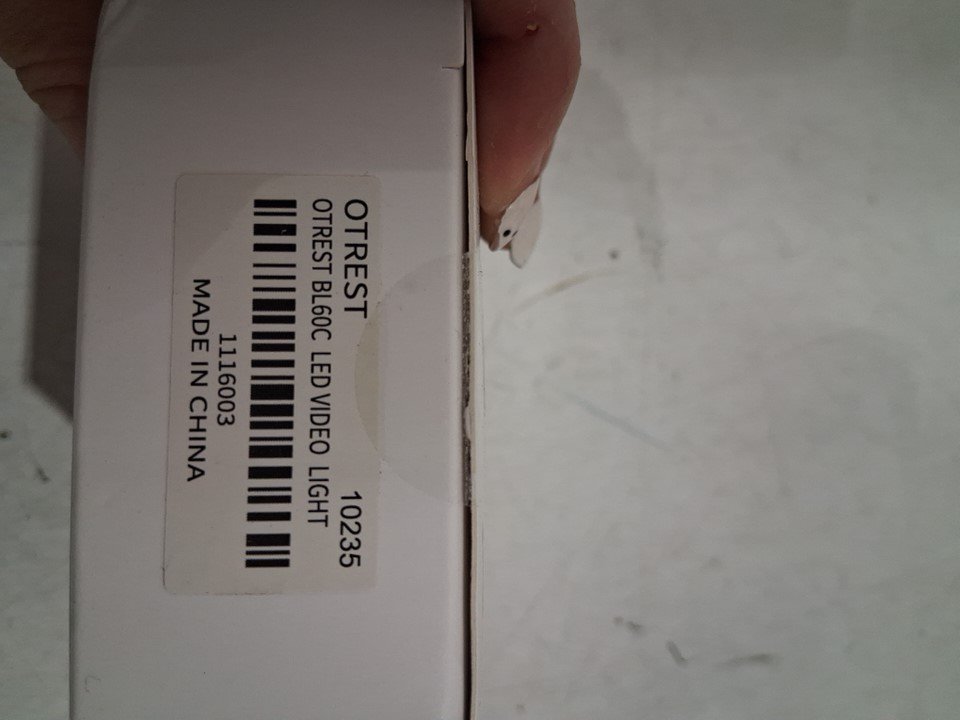 OTREST 10235
OTREST BL60C LED VIDEO LIGHT
1116003
MADE IN CHINA